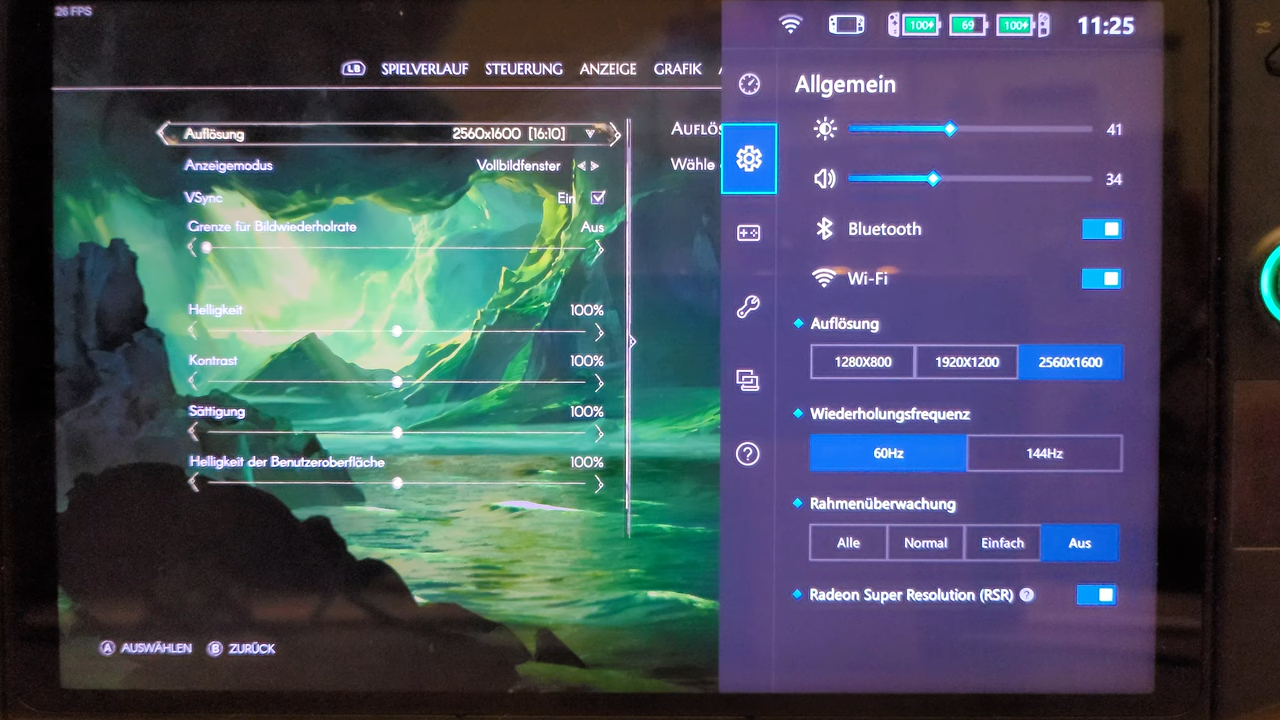 26 FPS
100 69 100 11:25
LB SPIELVERLAUF STEUERUNG ANZEIGE GRAFIK
Auflösung 2560x1600 [16:10]
Anzeigemodus Vollbildfenster
VSync Ein
Grenze für Bildwiederholrate Aus
Helligkeit 100%
Kontrast 100%
Sättigung 100%
Helligkeit der Benutzeroberfläche 100%
A AUSWÄHLEN B ZURÜCK
AUFLÖS
Wähle
Allgemein
41
34
Bluetooth
Wi-Fi
Auflösung
1280X800 1920X1200 2560X1600
Wiederholungsfrequenz
60Hz 144Hz
Rahmenüberwachung
Alle Normal Einfach Aus
Radeon Super Resolution (RSR) ?